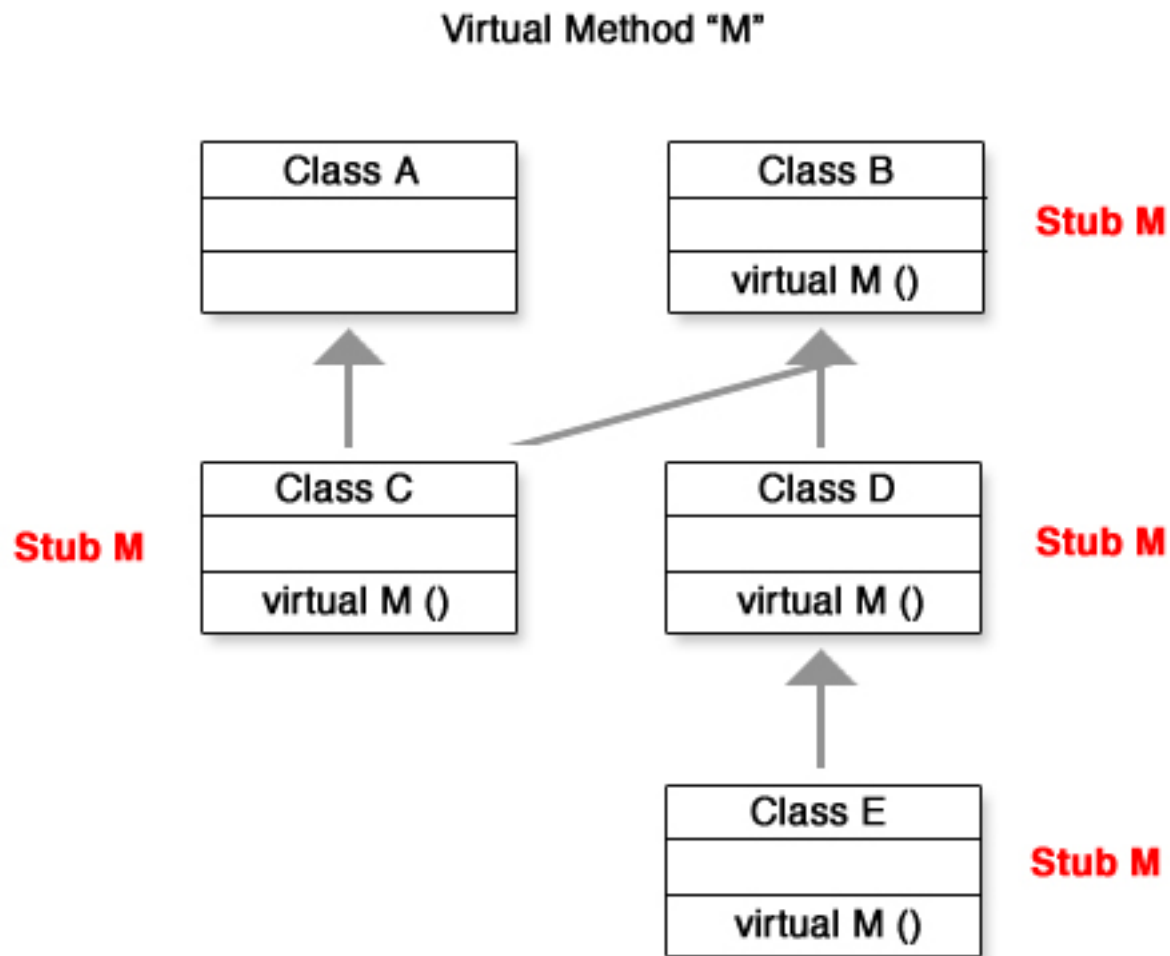 Virtual Method “M”
Class A
Class B
Stub M
virtual M ()
Class C
Class D
Stub M
Stub M
virtual M ()
virtual M ()
Class E
Stub M
virtual M ()